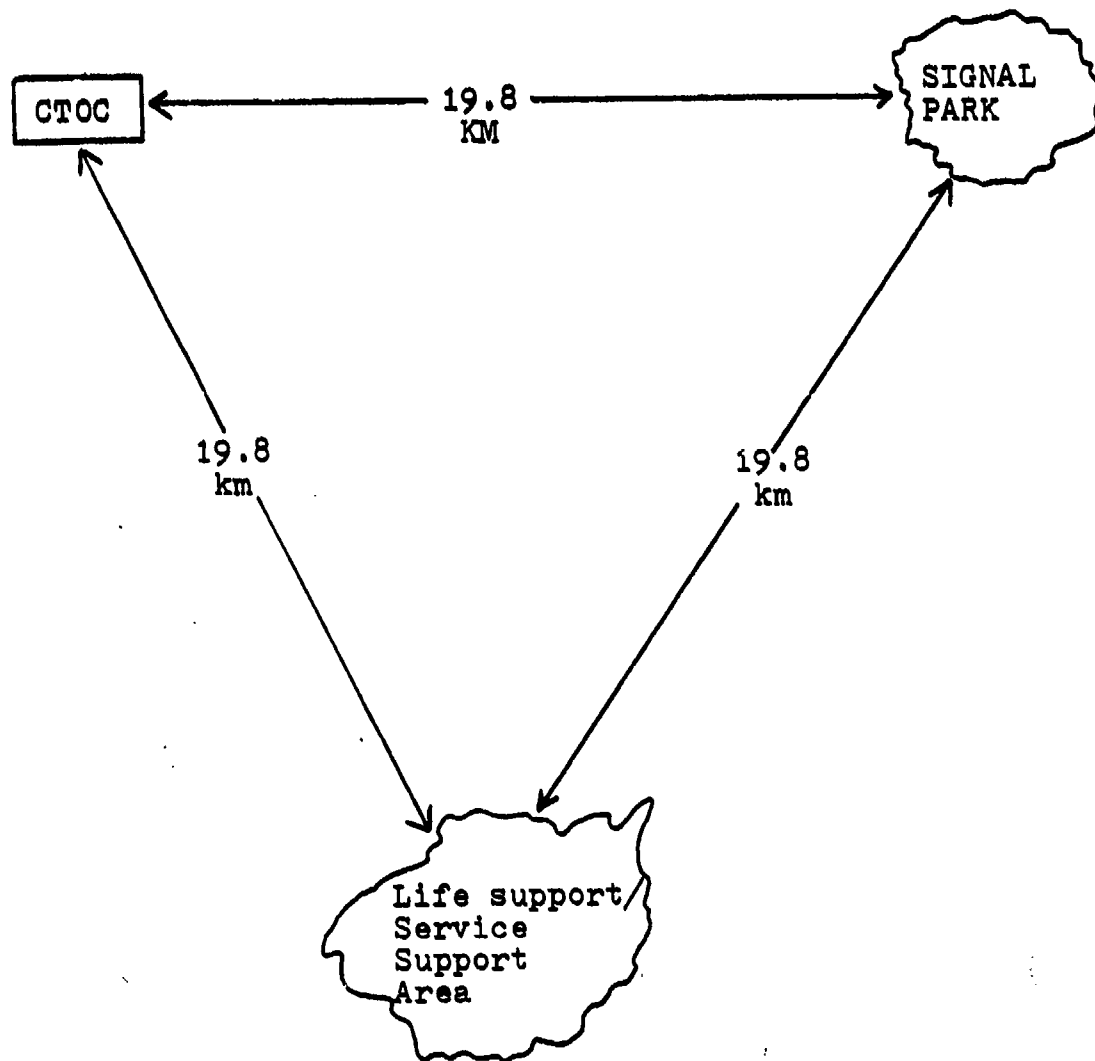 CTOC
19.8
KM
SIGNAL
PARK
19.8
km
19.8
km
Life support/
Service
Support
Area